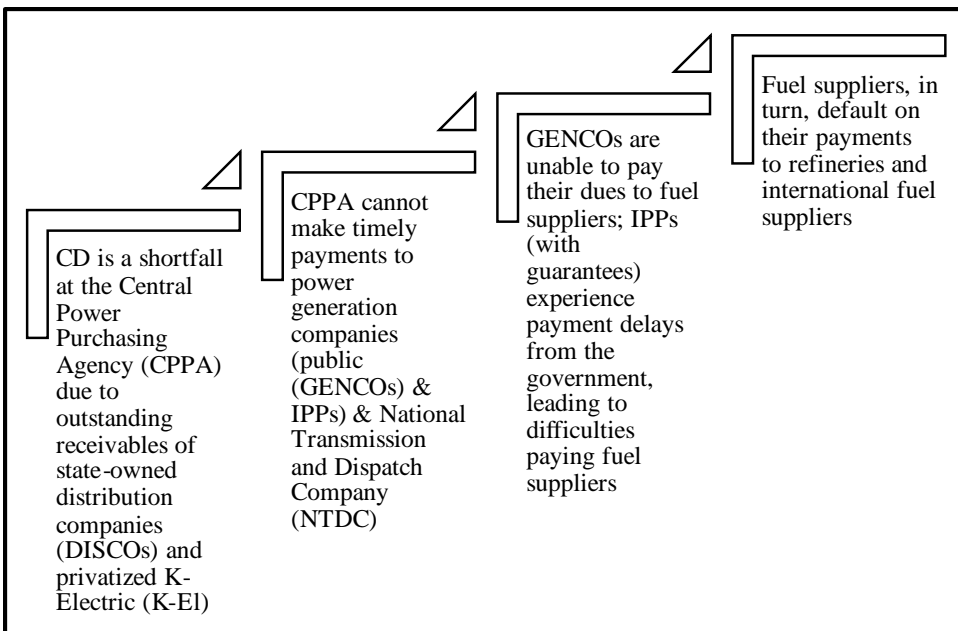 CD is a shortfall
at the Central
Power
Purchasing
Agency (CPPA)
due to
outstanding
receivables of
state-owned
distribution
companies
(DISCOs) and
privatized K-
Electric (K-El)
CPPA cannot
make timely
payments to
power
generation
companies
(public
(GENCOs) &
IPPs) & National
Transmission
and Dispatch
Company
(NTDC)
GENCOs are
unable to pay
their dues to fuel
suppliers; IPPs
(with
guarantees)
experience
payment delays
from the
government,
leading to
difficulties
paying fuel
suppliers
Fuel suppliers, in
turn, default on
their payments
to refineries and
international fuel
suppliers